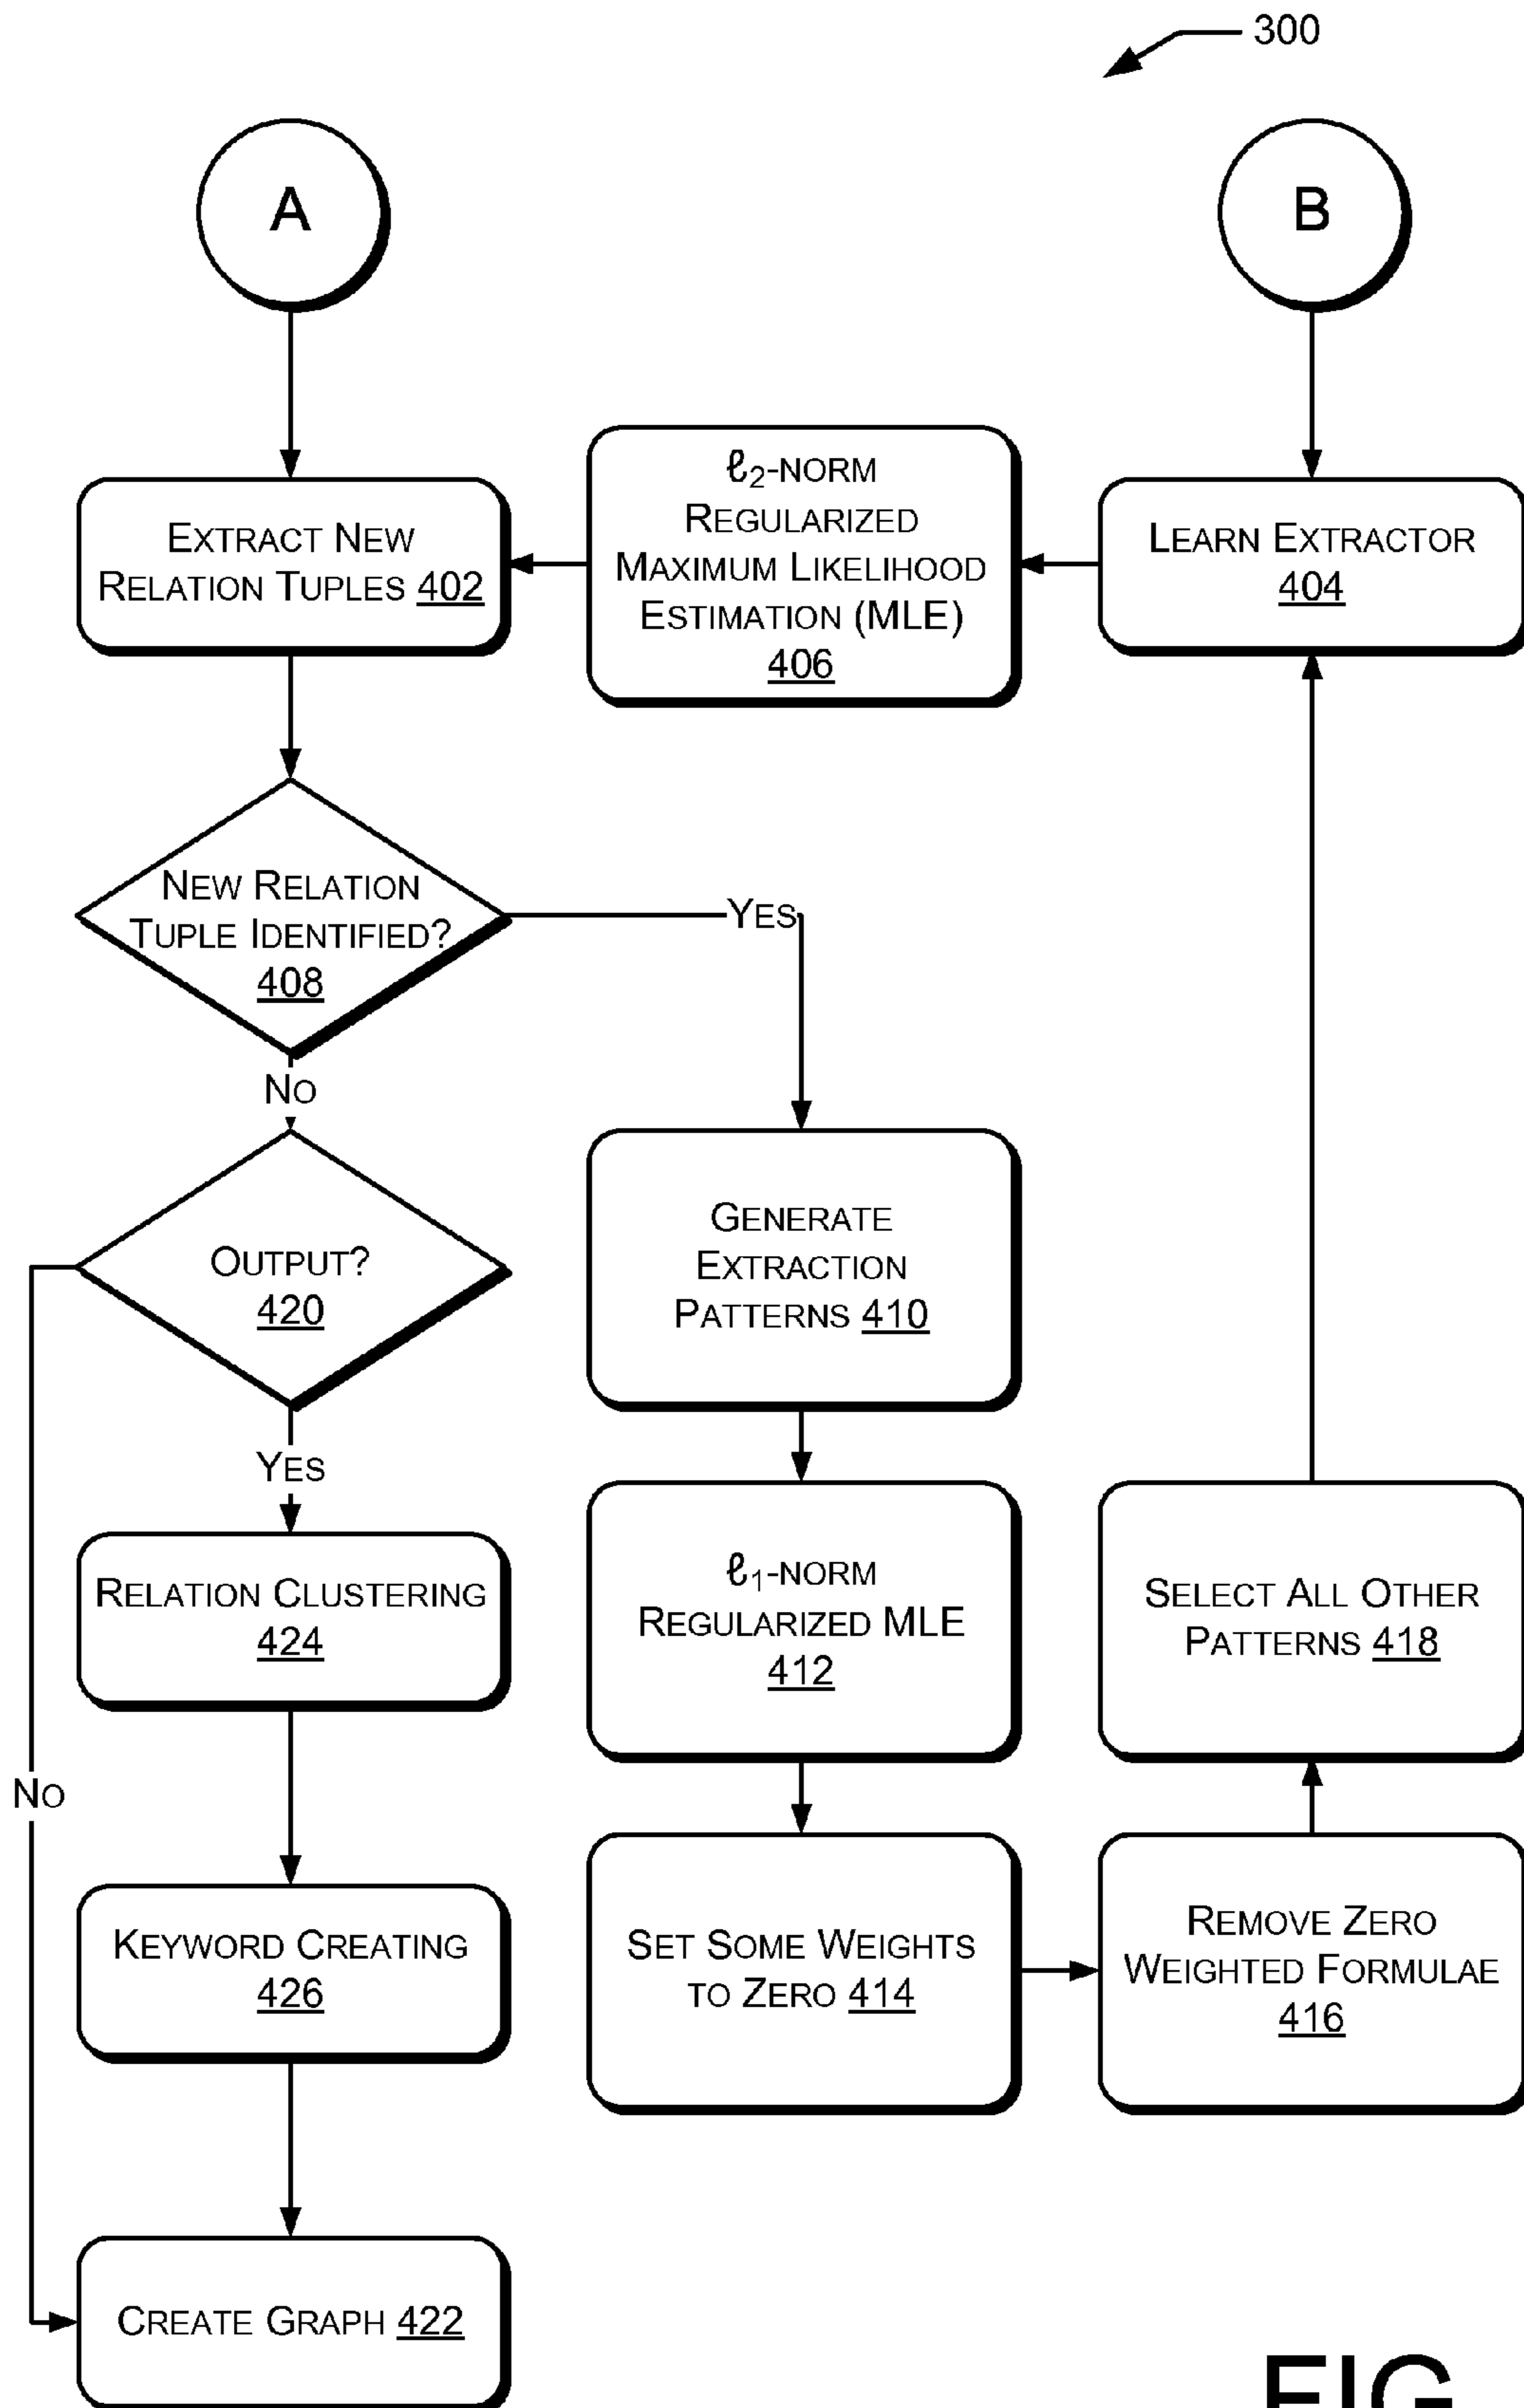 300
A
B
EXTRACT NEW
RELATION TUPLES 402
ℓ2-NORM
REGULARIZED
MAXIMUM LIKELIHOOD
ESTIMATION (MLE)
406
LEARN EXTRACTOR
404
NEW RELATION
TUPLE IDENTIFIED?
408
YES
NO
OUTPUT?
420
GENERATE
EXTRACTION
PATTERNS 410
YES
RELATION CLUSTERING
424
ℓ1-NORM
REGULARIZED MLE
412
SELECT ALL OTHER
PATTERNS 418
NO
KEYWORD CREATING
426
SET SOME WEIGHTS
TO ZERO 414
REMOVE ZERO
WEIGHTED FORMULAE
416
CREATE GRAPH 422
FIG